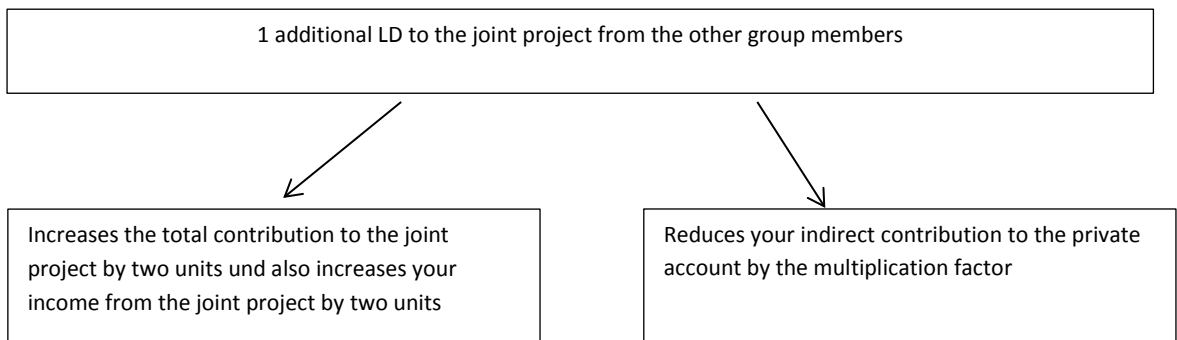 1 additional LD to the joint project from the other group members
Increases the total contribution to the joint
project by two units und also increases your
income from the joint project by two units
Reduces your indirect contribution to the private
account by the multiplication factor